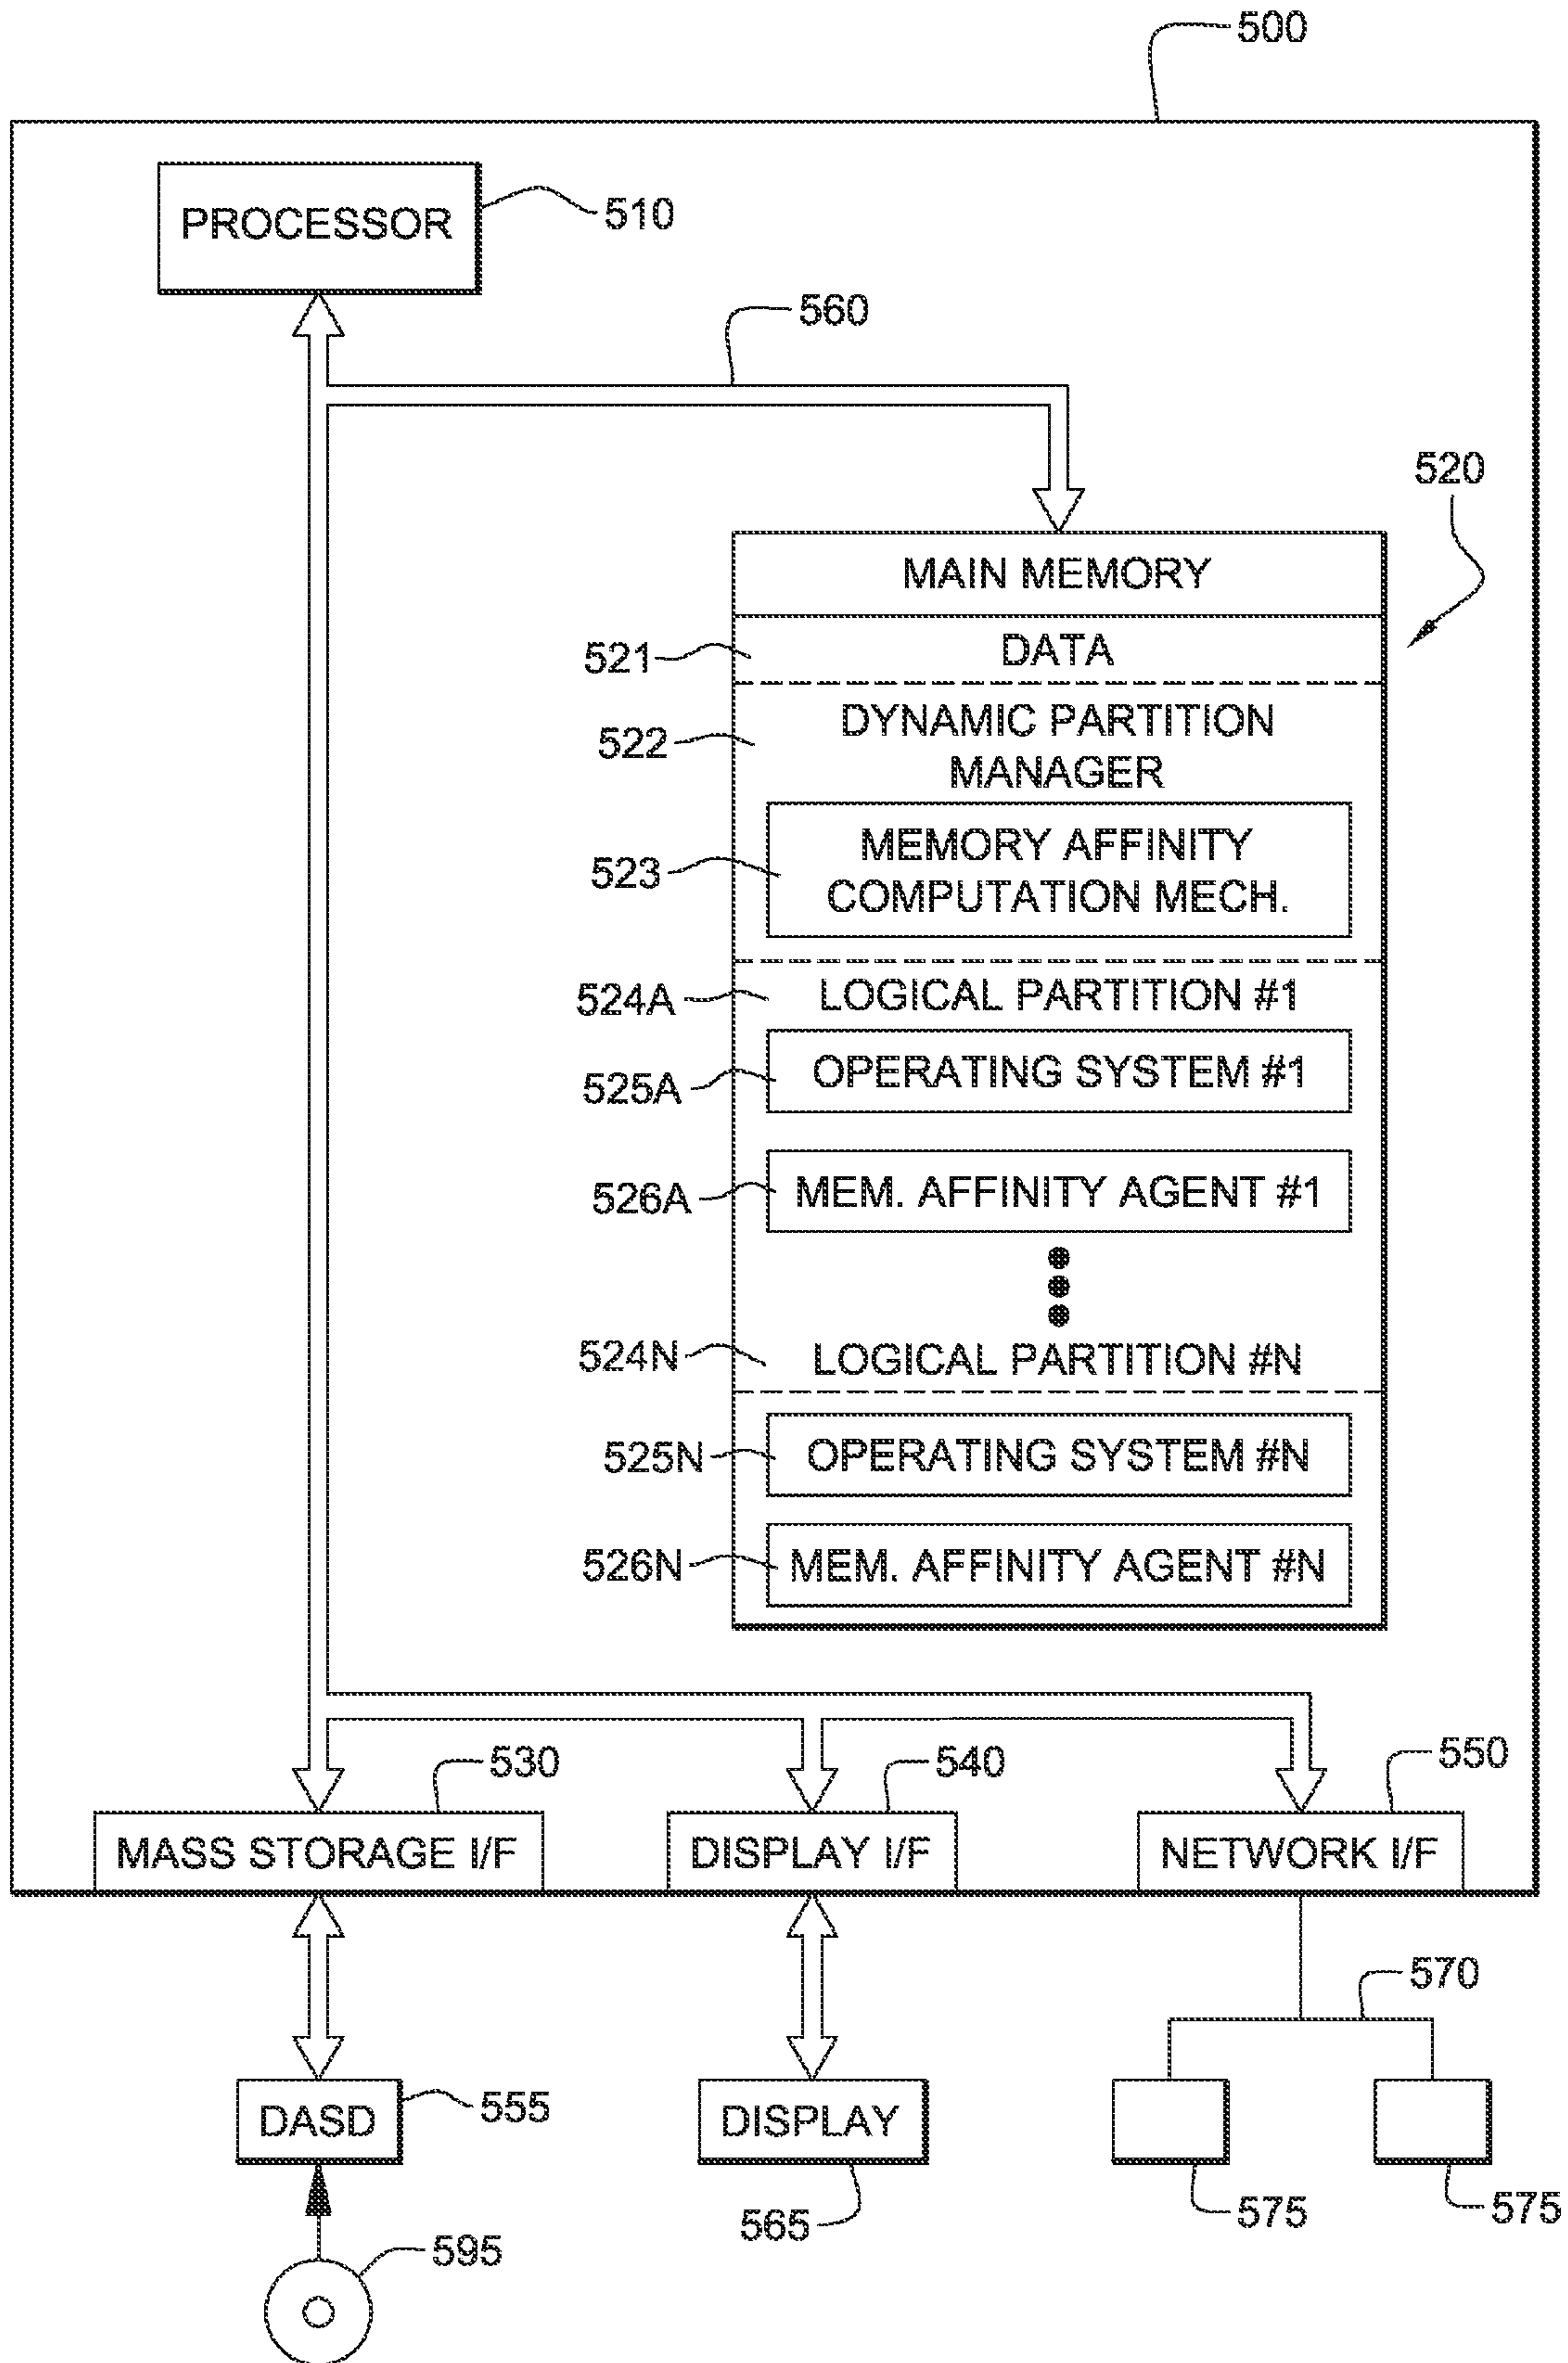 500
PROCESSOR
510
560
520
MAIN MEMORY
521
DATA
522
DYNAMIC PARTITION
MANAGER
523
MEMORY AFFINITY
COMPUTATION MECH.
524A
LOGICAL PARTITION #1
525A
OPERATING SYSTEM #1
526A
MEM. AFFINITY AGENT #1
524N
LOGICAL PARTITION #N
525N
OPERATING SYSTEM #N
526N
MEM. AFFINITY AGENT #N
530
540
550
MASS STORAGE I/F
DISPLAY I/F
NETWORK I/F
570
DASD
555
DISPLAY
565
575
575
595